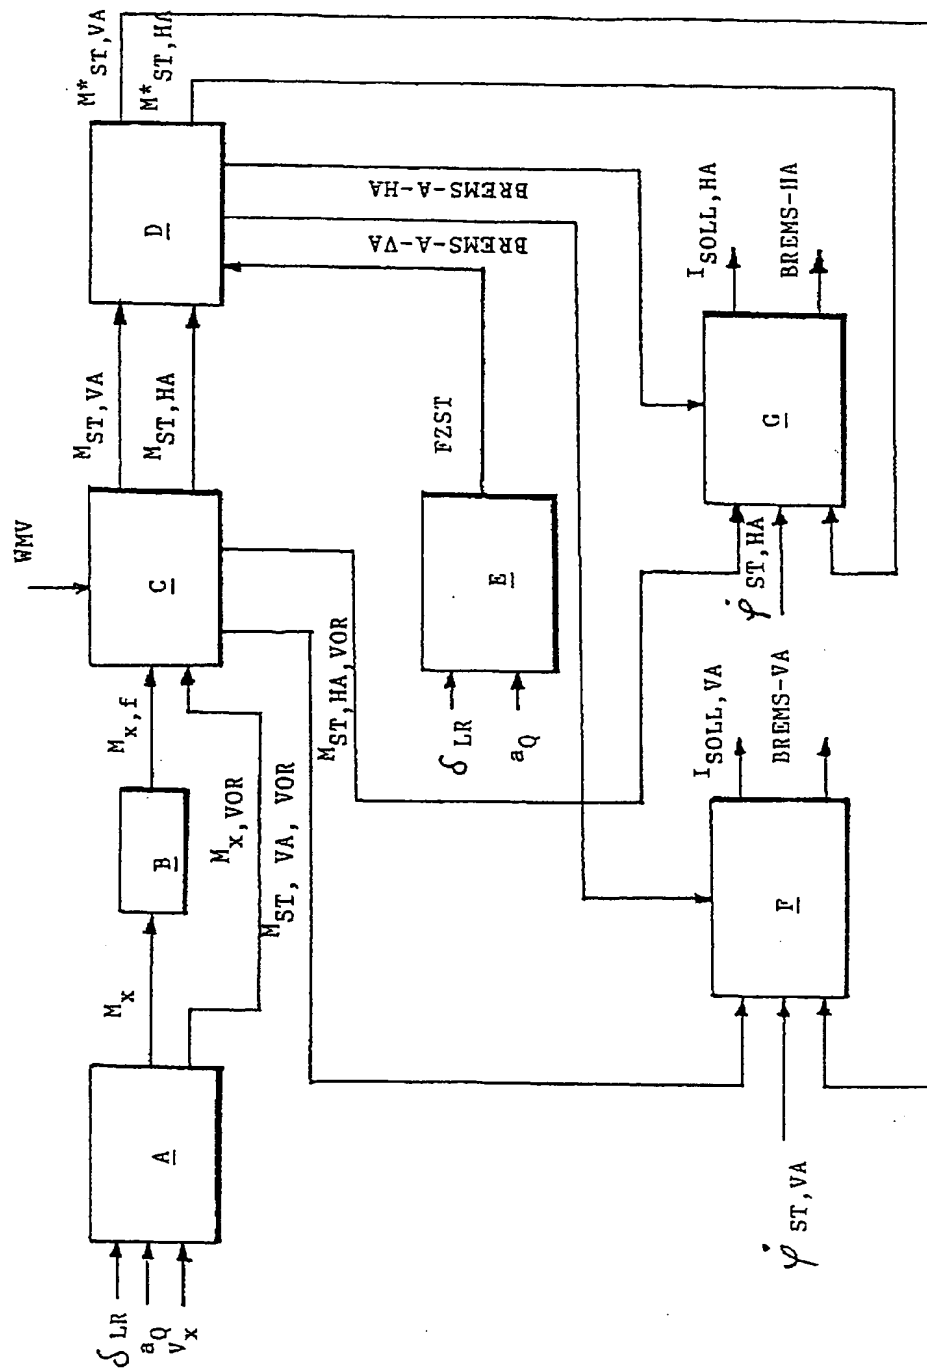 δ LR
aQ
Vx
A
Mx
B
Mx,f
Mx,VOR
MST, VA, VOR
MST,HA,VOR
WMV
C
MST,VA
MST,HA
D
M*ST,VA
M*ST,HA
BREMS-A-HA
BREMS-A-VA
δ LR
aQ
E
FZST
φ̇ ST,VA
F
ISOLL,VA
BREMS-VA
φ̇ ST,HA
G
ISOLL,HA
BREMS-HA